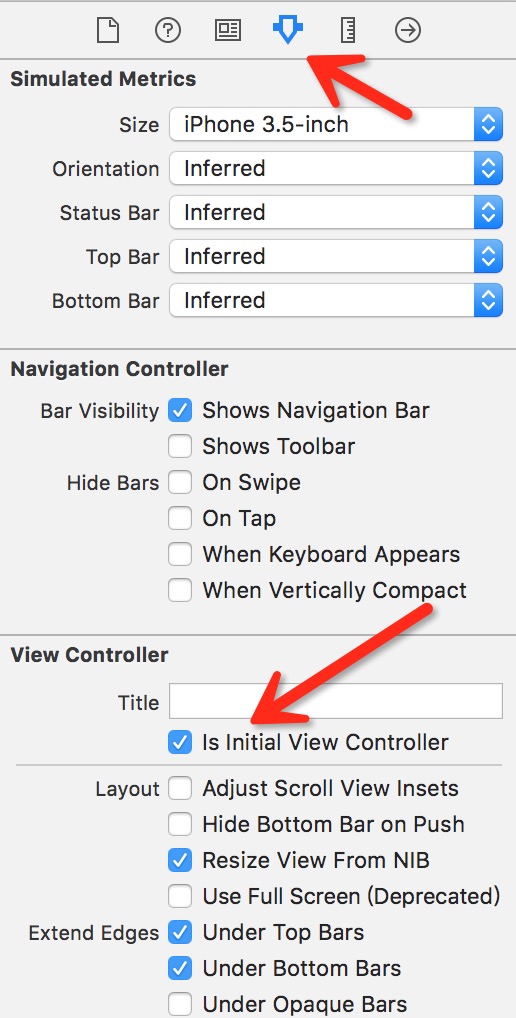 Simulated Metrics
Size iPhone 3.5-inch
Orientation Inferred
Status Bar Inferred
Top Bar Inferred
Bottom Bar Inferred
Navigation Controller
Bar Visibility Shows Navigation Bar
Shows Toolbar
Hide Bars On Swipe
On Tap
When Keyboard Appears
When Vertically Compact
View Controller
Title
Is Initial View Controller
Layout Adjust Scroll View Insets
Hide Bottom Bar on Push
Resize View From NIB
Use Full Screen (Deprecated)
Extend Edges Under Top Bars
Under Bottom Bars
Under Opaque Bars